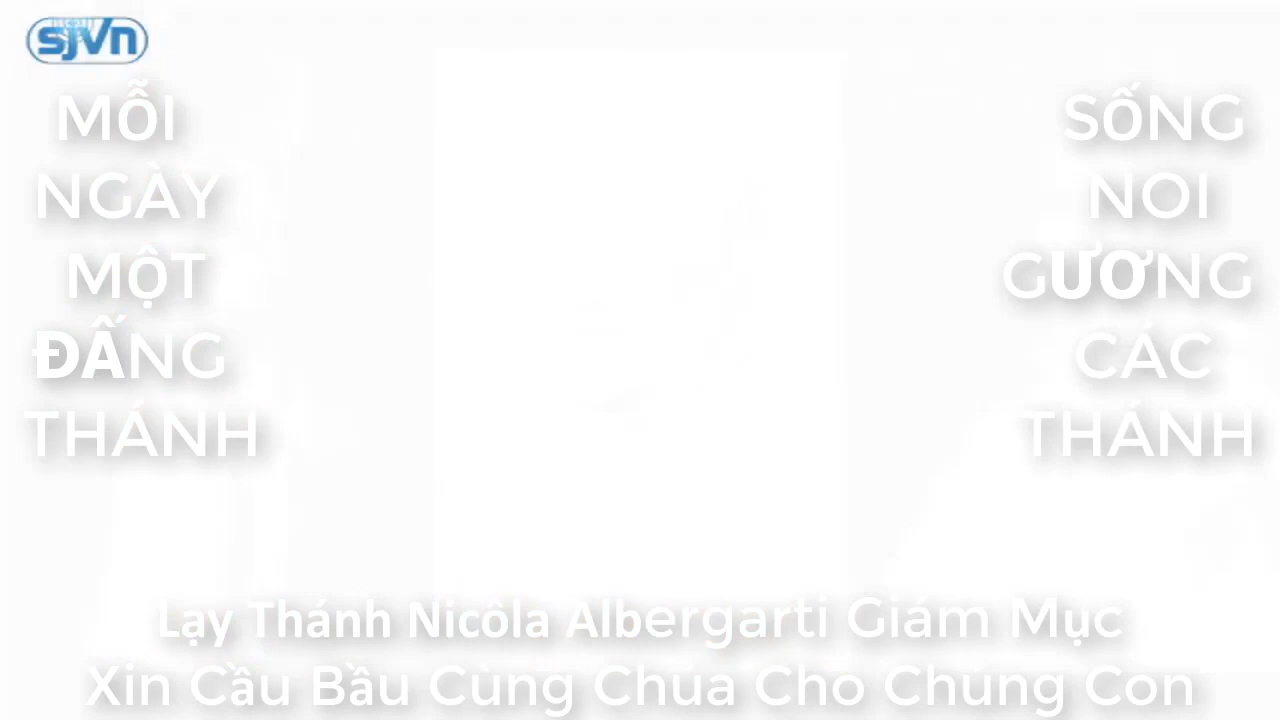 sjvn
MỖI
NGÀY
MỘT
ĐẤNG
THÁNH
SỐNG
NOI
GƯƠNG
CÁC
THÁNH
Lạy Thánh Nicôla Albergarti Giám Mục
Xin Cầu Bầu Cùng Chúa Cho Chúng Con